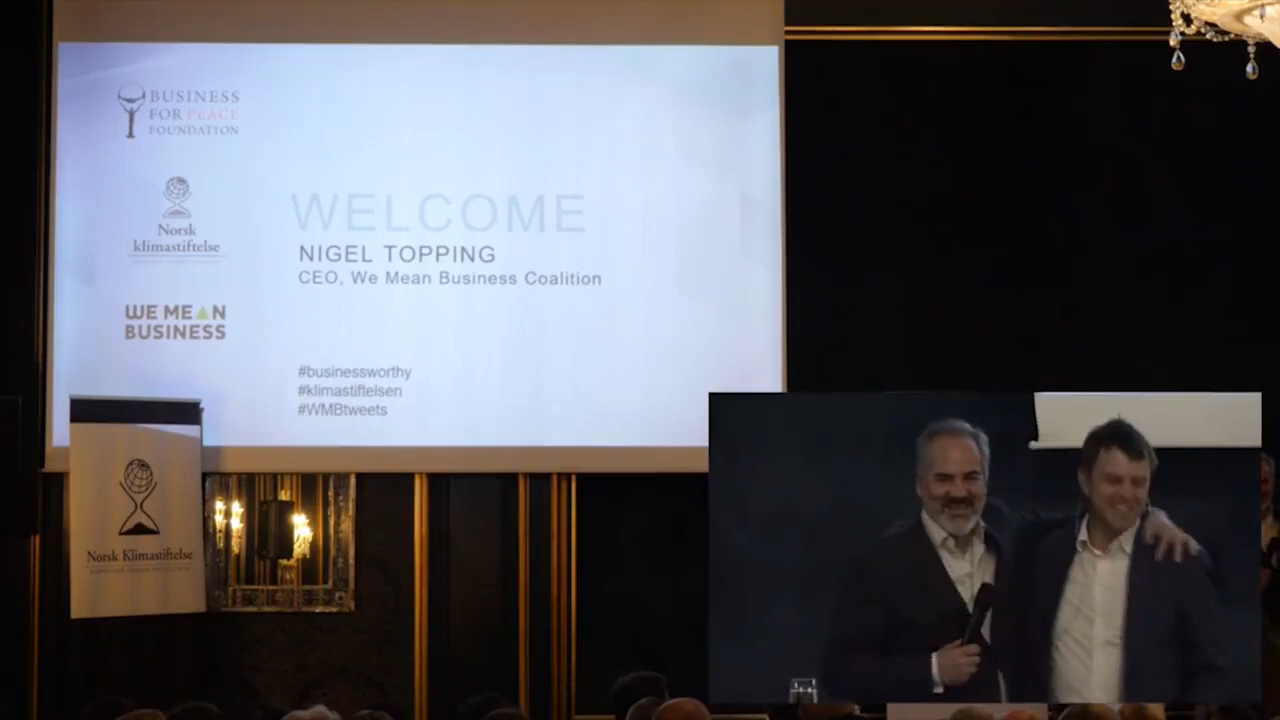 BUSINESS
FOR PEACE
FOUNDATION
Norsk
klimastiftelse
WE MEAN
BUSINESS
WELCOME
NIGEL TOPPING
CEO, We Mean Business Coalition
#businessworthy
#klimastiftelsen
#WMBtweets
Norsk Klimastiftelse